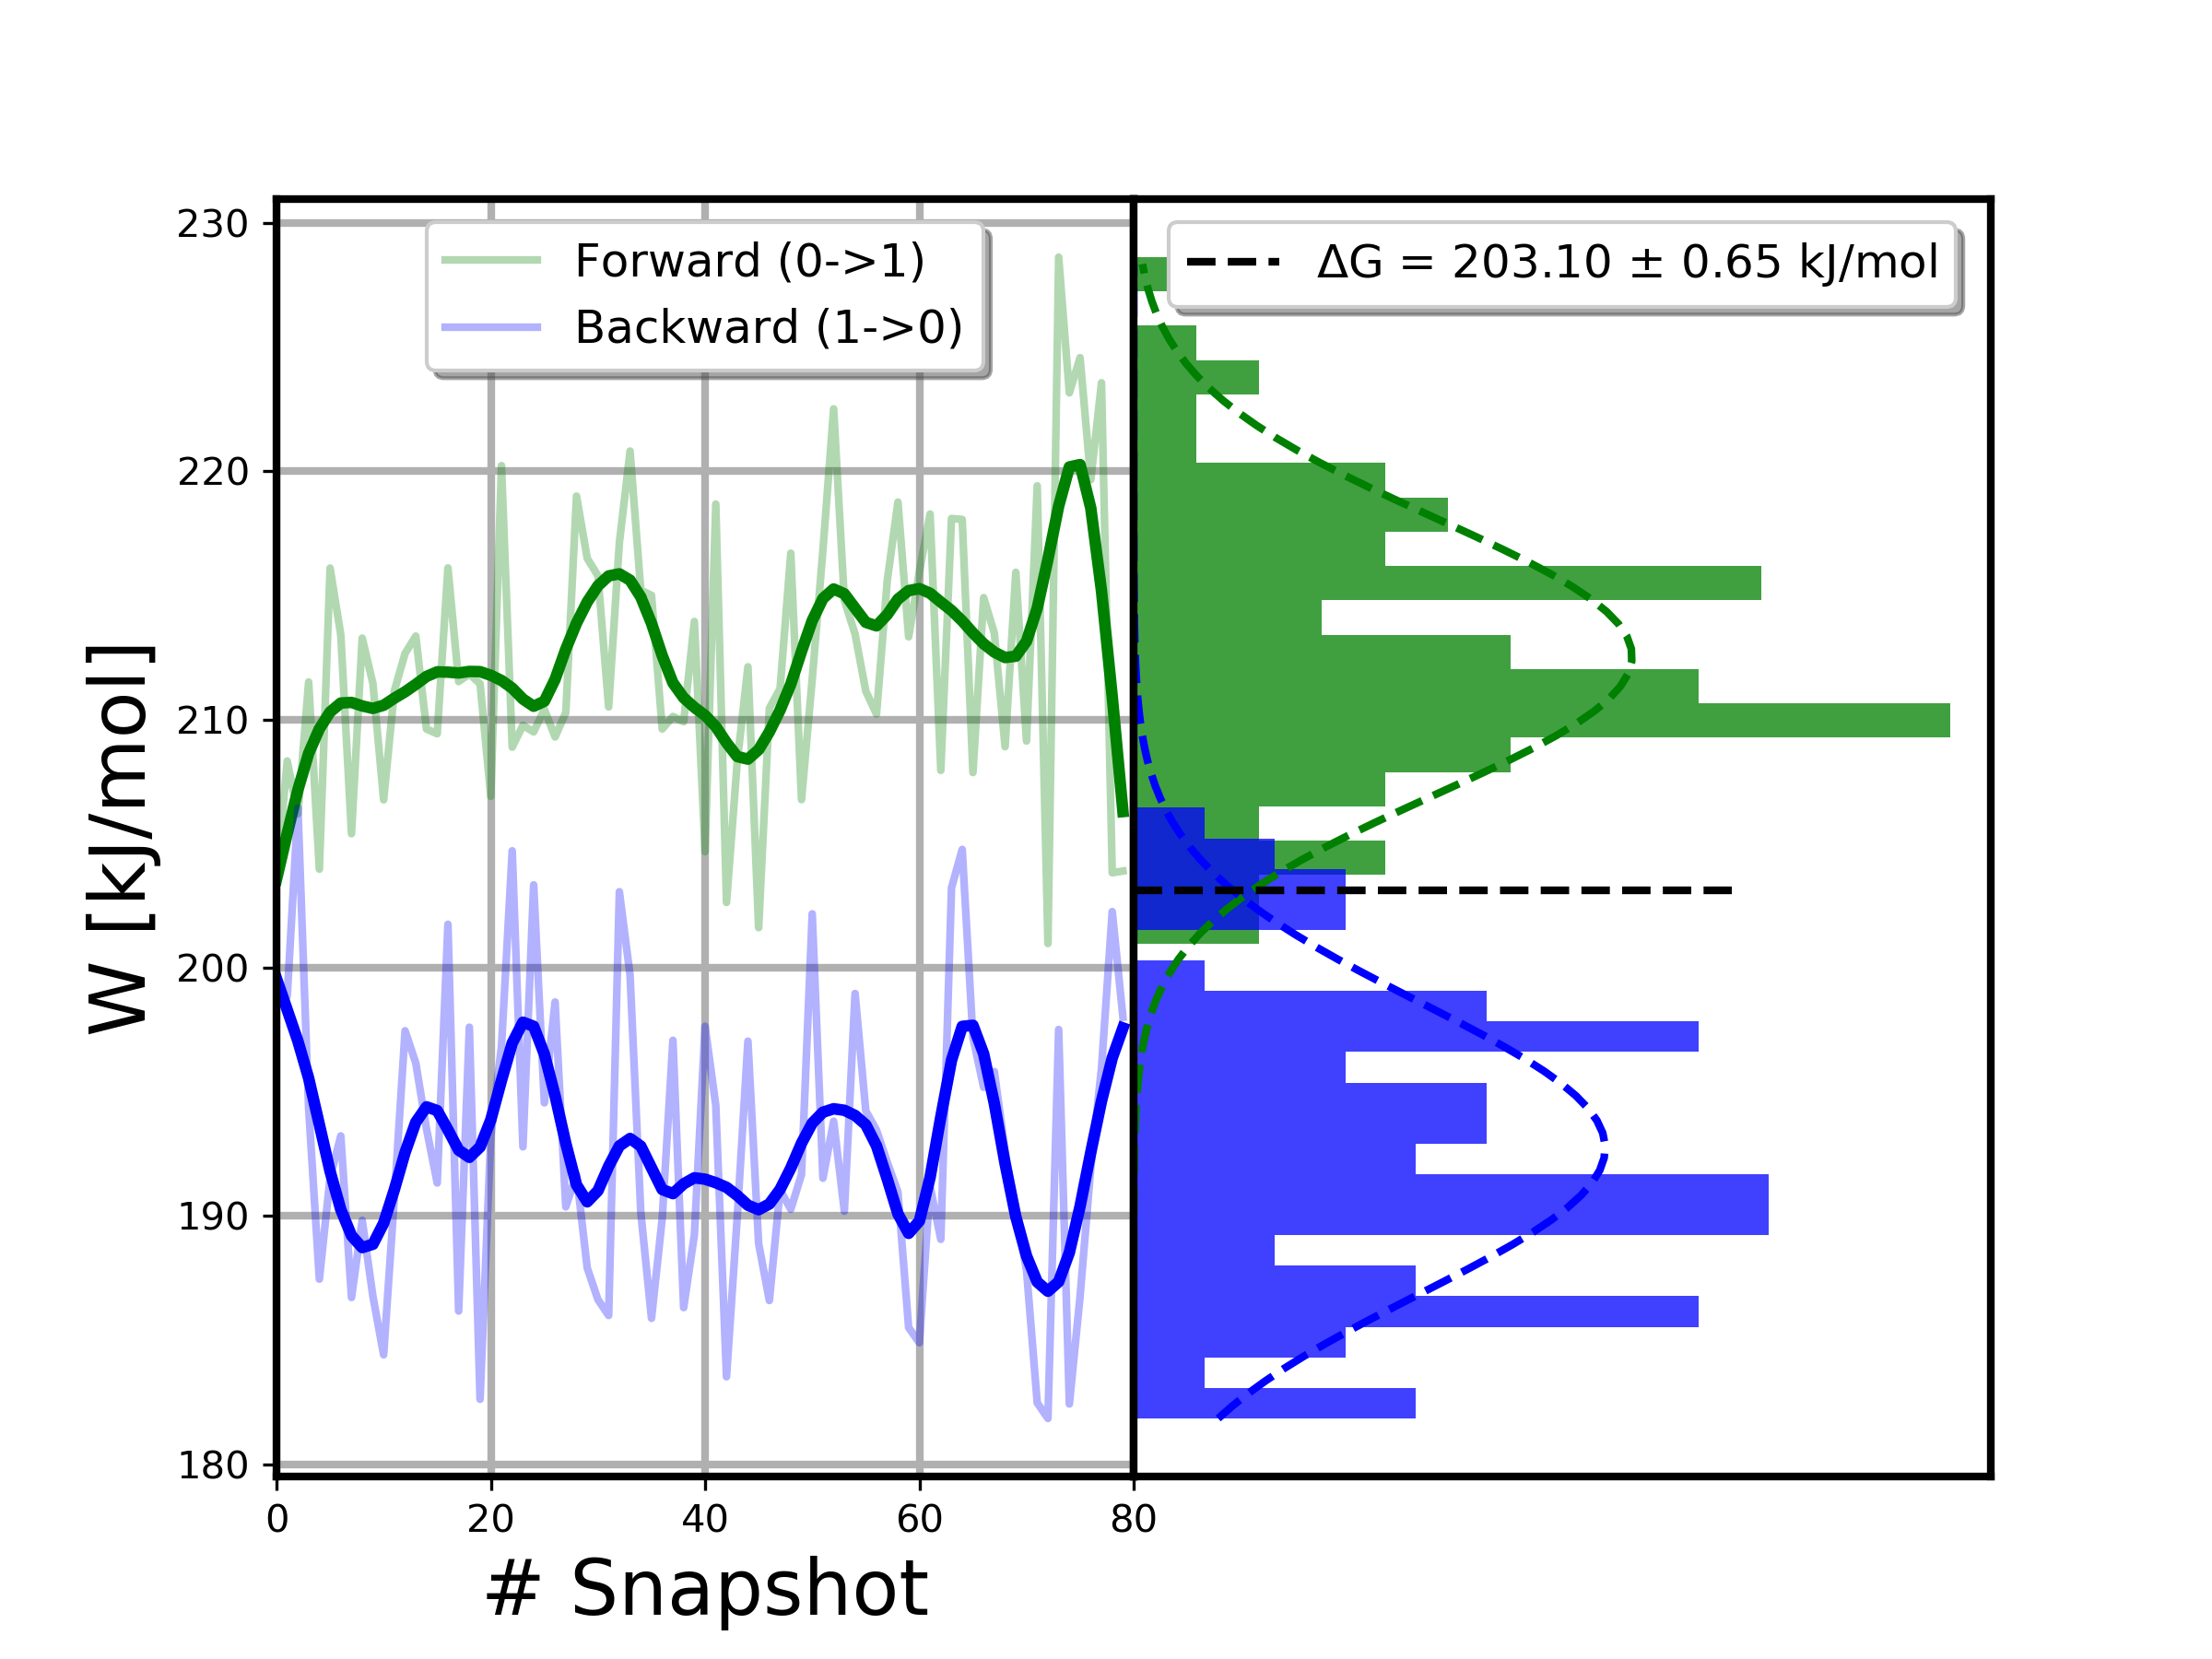 230
220
210
200
190
180
W [kJ/mol]
Forward (0->1)
Backward (1->0)
ΔG = 203.10 ± 0.65 kJ/mol
0 20 40 60 80
# Snapshot